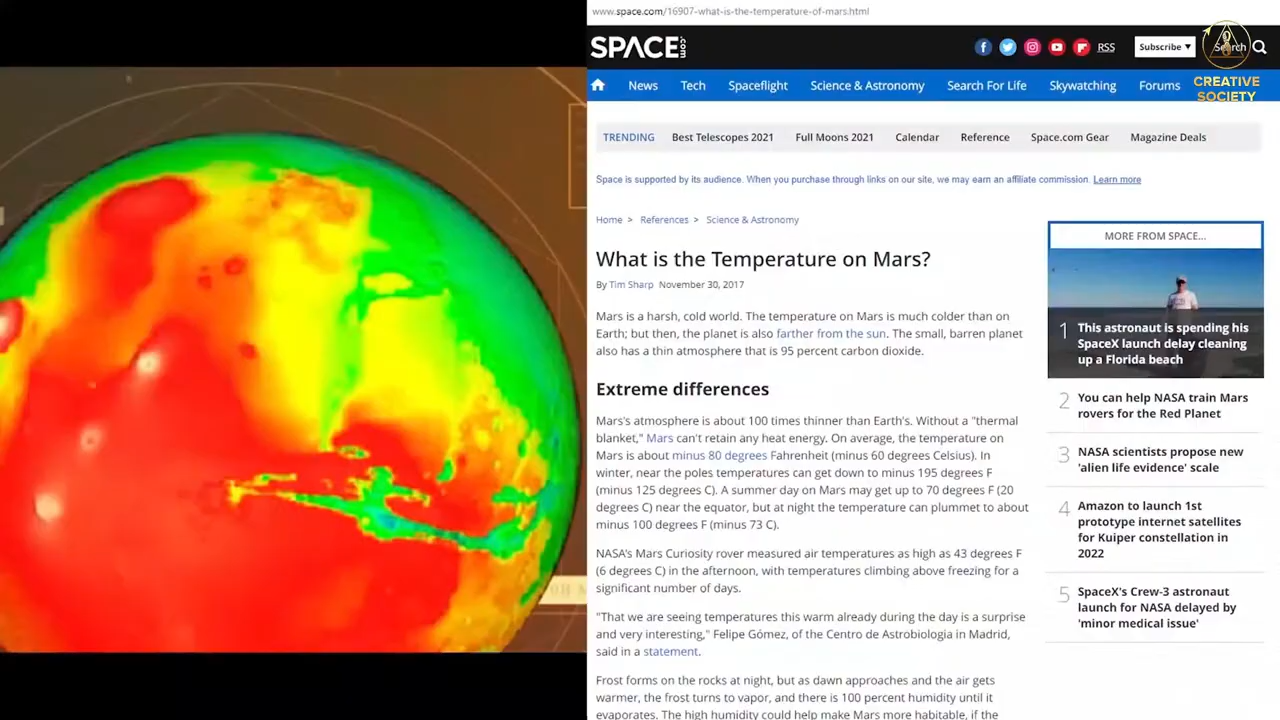 www.space.com/16907-what-is-the-temperature-of-mars.html
SPACE.com
RSS
Subscribe ▼
Search
CREATIVE
SOCIETY
News Tech Spaceflight Science & Astronomy Search For Life Skywatching Forums
TRENDING Best Telescopes 2021 Full Moons 2021 Calendar Reference Space.com Gear Magazine Deals
Space is supported by its audience. When you purchase through links on our site, we may earn an affiliate commission. Learn more
Home > References > Science & Astronomy
What is the Temperature on Mars?
By Tim Sharp November 30, 2017
Mars is a harsh, cold world. The temperature on Mars is much colder than on
Earth; but then, the planet is also farther from the sun. The small, barren planet
also has a thin atmosphere that is 95 percent carbon dioxide.
Extreme differences
Mars's atmosphere is about 100 times thinner than Earth's. Without a "thermal
blanket," Mars can't retain any heat energy. On average, the temperature on
Mars is about minus 80 degrees Fahrenheit (minus 60 degrees Celsius). In
winter, near the poles temperatures can get down to minus 195 degrees F
(minus 125 degrees C). A summer day on Mars may get up to 70 degrees F (20
degrees C) near the equator, but at night the temperature can plummet to about
minus 100 degrees F (minus 73 C).
NASA's Mars Curiosity rover measured air temperatures as high as 43 degrees F
(6 degrees C) in the afternoon, with temperatures climbing above freezing for a
significant number of days.
"That we are seeing temperatures this warm already during the day is a surprise
and very interesting," Felipe Gómez, of the Centro de Astrobiologia in Madrid,
said in a statement.
Frost forms on the rocks at night, but as dawn approaches and the air gets
warmer, the frost turns to vapor, and there is 100 percent humidity until it
evaporates. The high humidity could help make Mars more habitable, if the
MORE FROM SPACE...
1 This astronaut is spending his
SpaceX launch delay cleaning
up a Florida beach
2 You can help NASA train Mars
rovers for the Red Planet
3 NASA scientists propose new
'alien life evidence' scale
4 Amazon to launch 1st
prototype internet satellites
for Kuiper constellation in
2022
5 SpaceX's Crew-3 astronaut
launch for NASA delayed by
'minor medical issue'